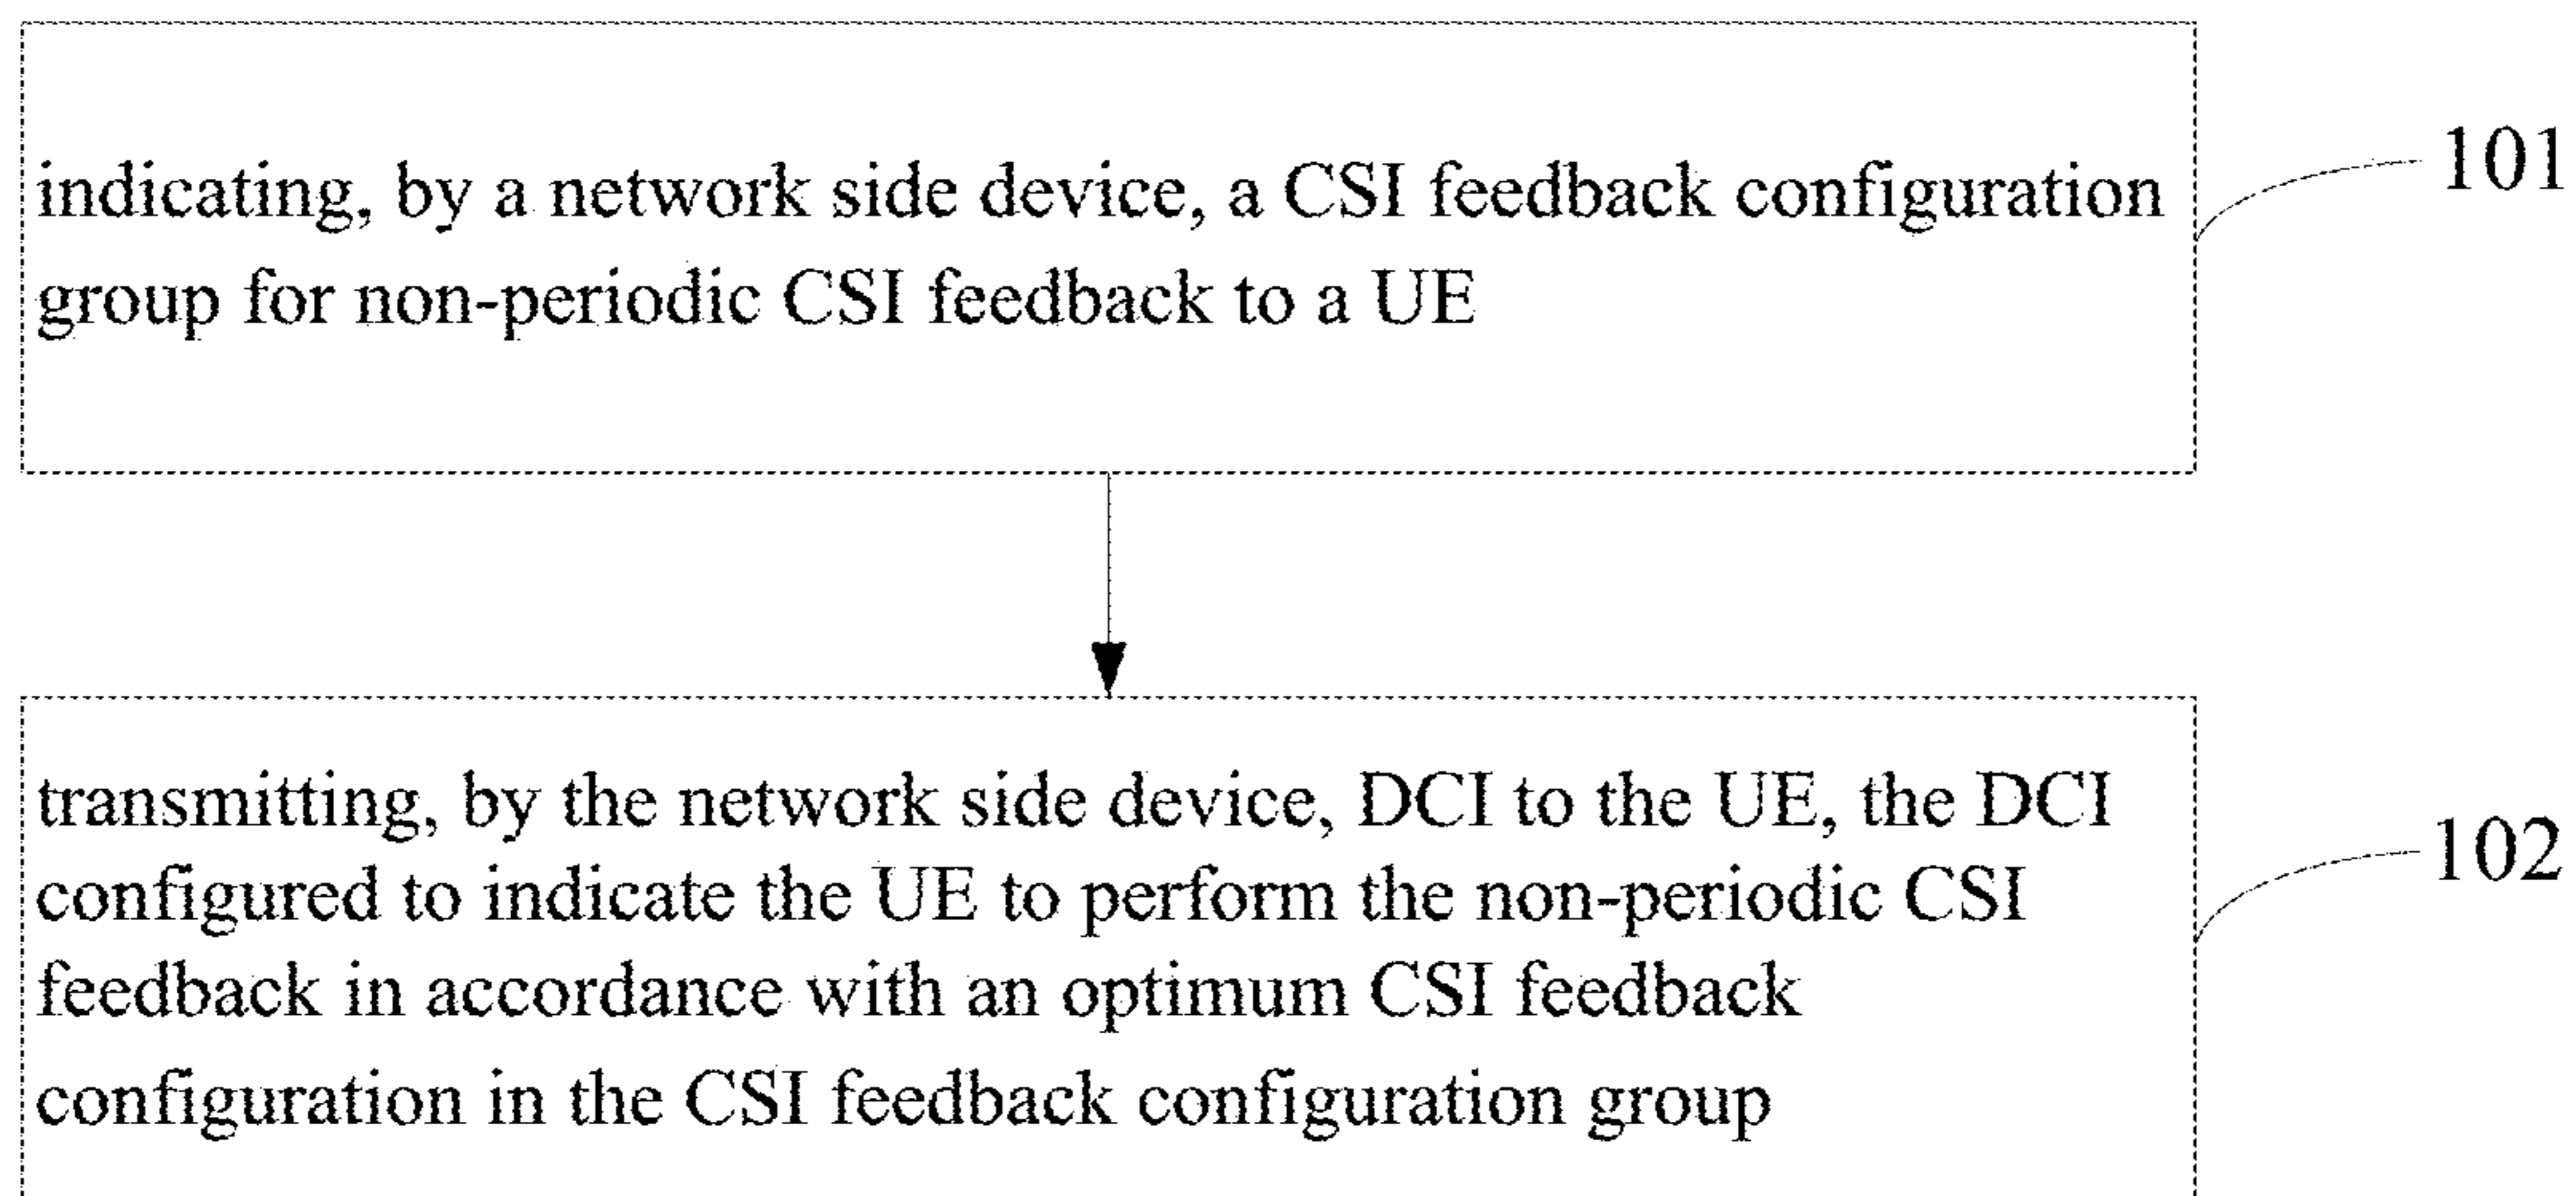 indicating, by a network side device, a CSI feedback configuration
group for non-periodic CSI feedback to a UE
101
transmitting, by the network side device, DCI to the UE, the DCI
configured to indicate the UE to perform the non-periodic CSI
feedback in accordance with an optimum CSI feedback
configuration in the CSI feedback configuration group
102